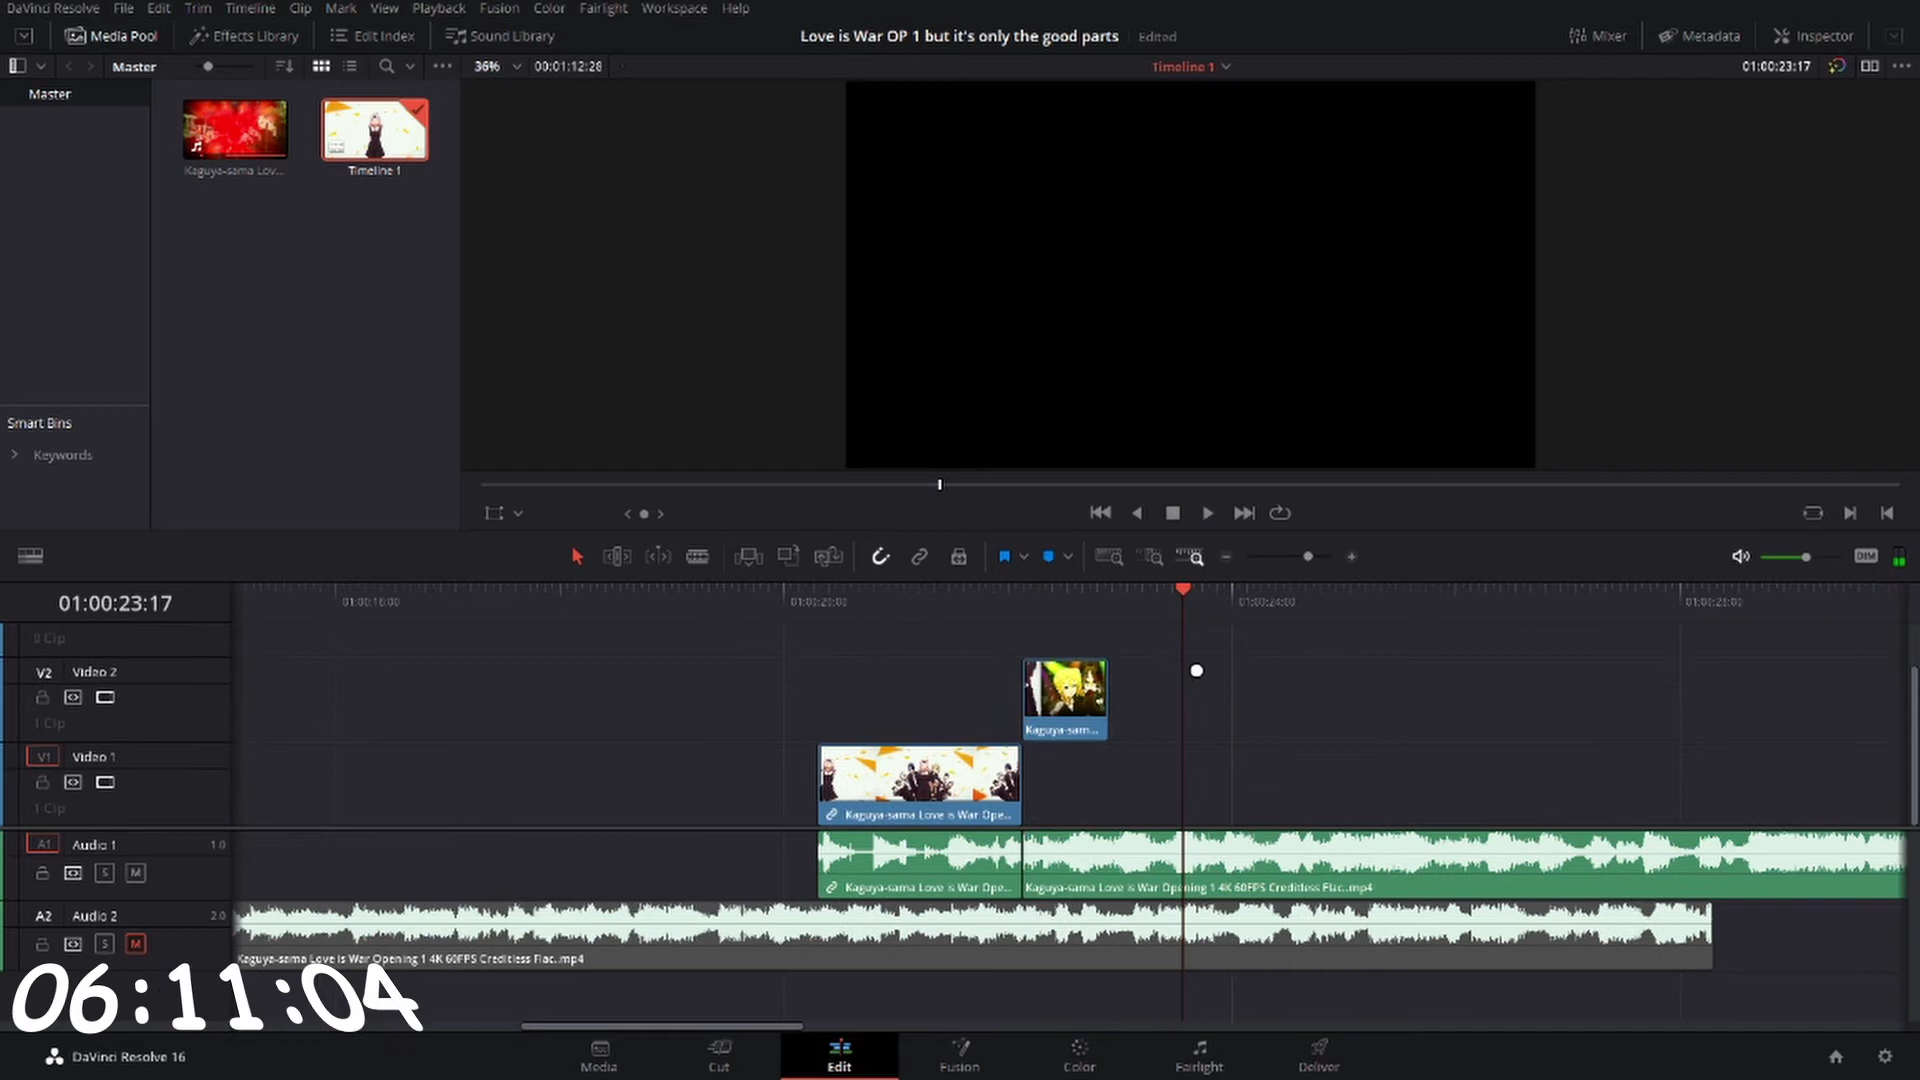 DaVinci Resolve File Edit Trim Timeline Clip Mark View Playback Fusion Color Fairlight Workspace Help
Media Pool Effects Library Edit Index Sound Library Love is War OP 1 but it's only the good parts Edited Mixer Metadata Inspector
Master 36% 00:01:12:28 Timeline 1 01:00:23:17
Master
Kaguya-sama Lov... Timeline 1
Smart Bins
Keywords
DIM
01:00:23:17 01:00:16:00 01:00:20:00 01:00:24:00 01:00:28:00
0 Clip
V2 Video 2
1 Clip Kaguya-sam...
V1 Video 1
1 Clip Kaguya-sama Love is War Ope...
A1 Audio 1 1.0
S M Kaguya-sama Love is War Ope... Kaguya-sama Love is War Opening 1 4K 60FPS Creditless Flac..mp4
A2 Audio 2 2.0
S M
Kaguya-sama Love is War Opening 1 4K 60FPS Creditless Flac..mp4
06:11:04
DaVinci Resolve 16 Media Cut Edit Fusion Color Fairlight Deliver